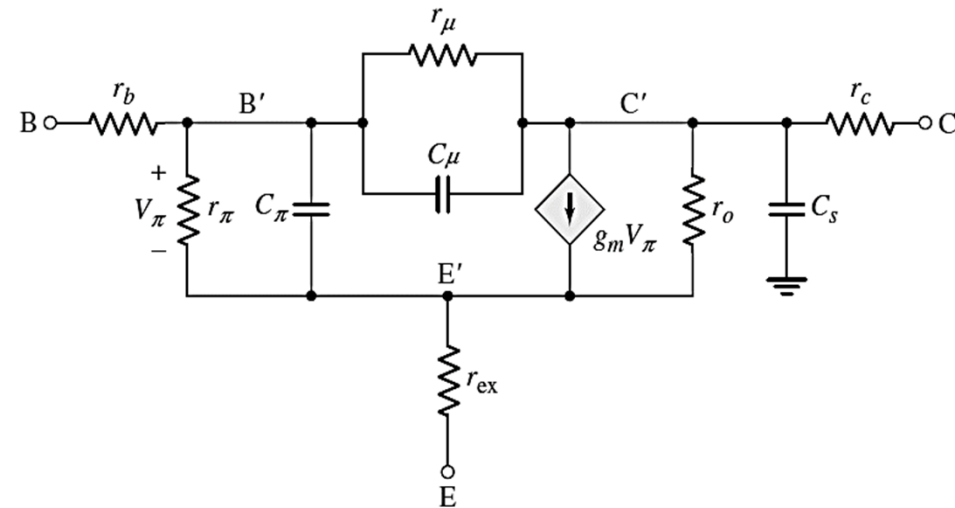 r_μ
r_b
B′
C′
r_c
B
C
C_μ
+
V_π
−
r_π
C_π
g_mV_π
r_o
C_s
E′
r_ex
E